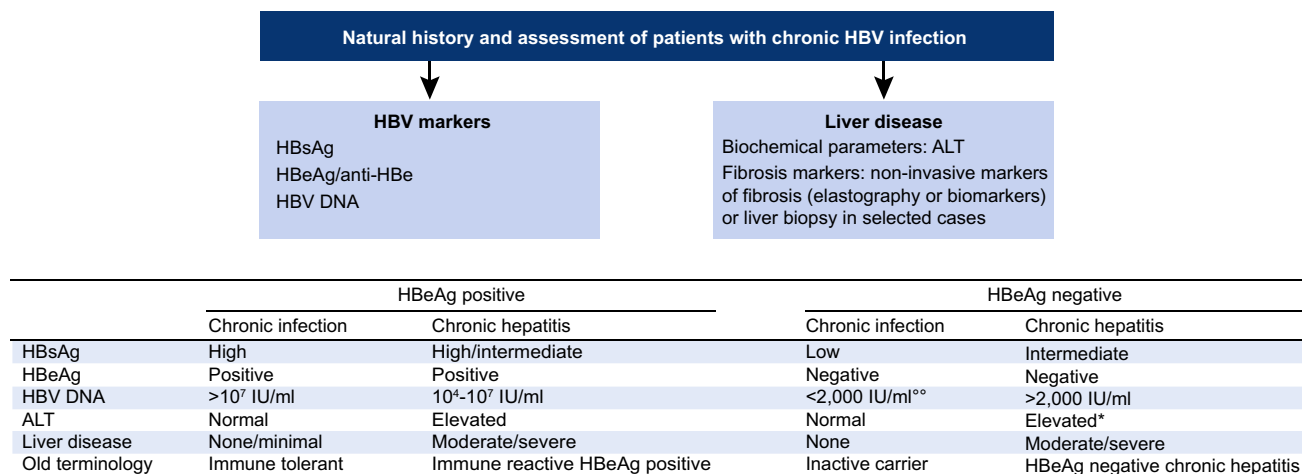 Natural history and assessment of patients with chronic HBV infection
HBV markers
HBsAg
HBeAg/anti-HBe
HBV DNA
Liver disease
Biochemical parameters: ALT
Fibrosis markers: non-invasive markers
of fibrosis (elastography or biomarkers)
or liver biopsy in selected cases
HBeAg positive HBeAg negative
Chronic infection Chronic hepatitis Chronic infection Chronic hepatitis
HBsAg High High/intermediate Low Intermediate
HBeAg Positive Positive Negative Negative
HBV DNA >10⁷ IU/ml 10⁴-10⁷ IU/ml <2,000 IU/ml°° >2,000 IU/ml
ALT Normal Elevated Normal Elevated*
Liver disease None/minimal Moderate/severe None Moderate/severe
Old terminology Immune tolerant Immune reactive HBeAg positive Inactive carrier HBeAg negative chronic hepatitis